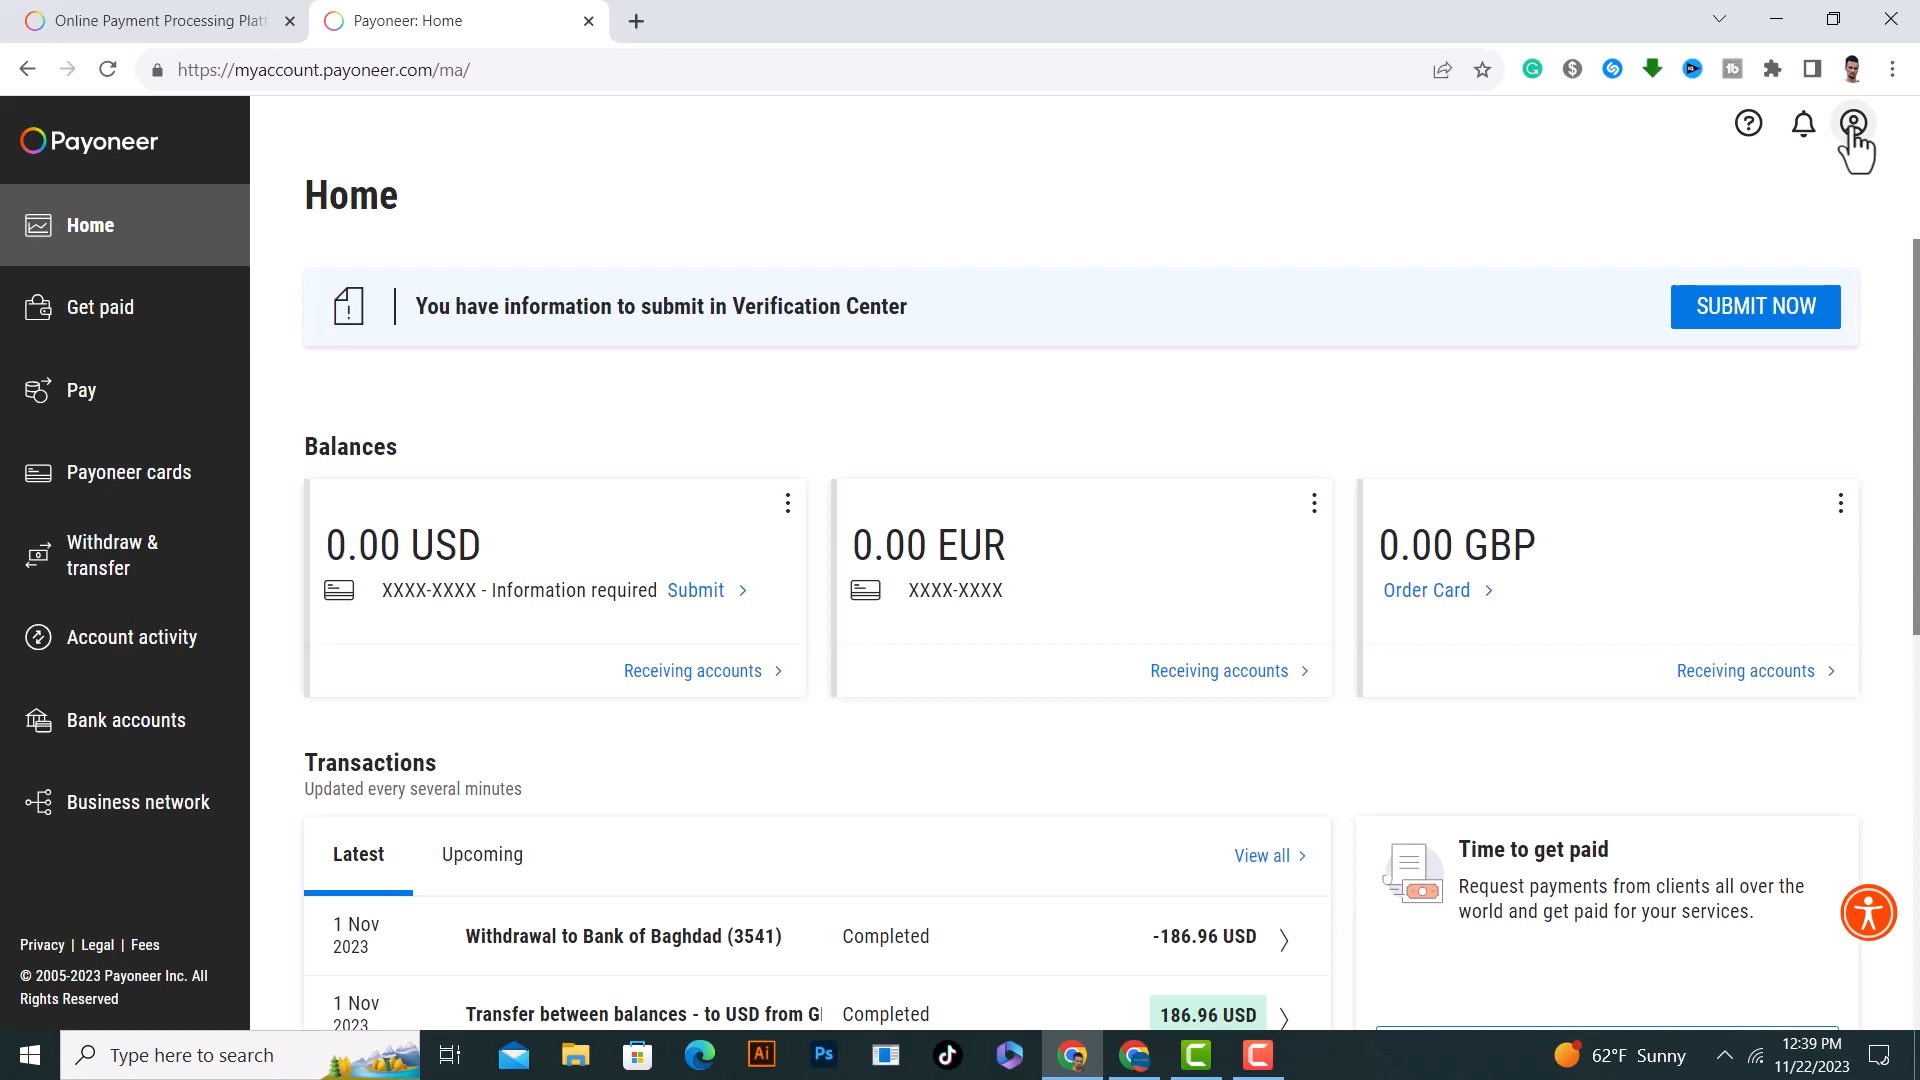 Online Payment Processing Platf
Payoneer: Home
https://myaccount.payoneer.com/ma/
Payoneer
Home
Get paid
Pay
Payoneer cards
Withdraw &
transfer
Account activity
Bank accounts
Business network
Privacy | Legal | Fees
© 2005-2023 Payoneer Inc. All
Rights Reserved
Home
You have information to submit in Verification Center
SUBMIT NOW
Balances
0.00 USD
XXXX-XXXX - Information required Submit >
Receiving accounts >
0.00 EUR
XXXX-XXXX
Receiving accounts >
0.00 GBP
Order Card >
Receiving accounts >
Transactions
Updated every several minutes
Latest
Upcoming
View all >
1 Nov
2023
Withdrawal to Bank of Baghdad (3541)
Completed
-186.96 USD
1 Nov
2023
Transfer between balances - to USD from G
Completed
186.96 USD
Time to get paid
Request payments from clients all over the
world and get paid for your services.
Type here to search
Ai
Ps
62°F Sunny
12:39 PM
11/22/2023